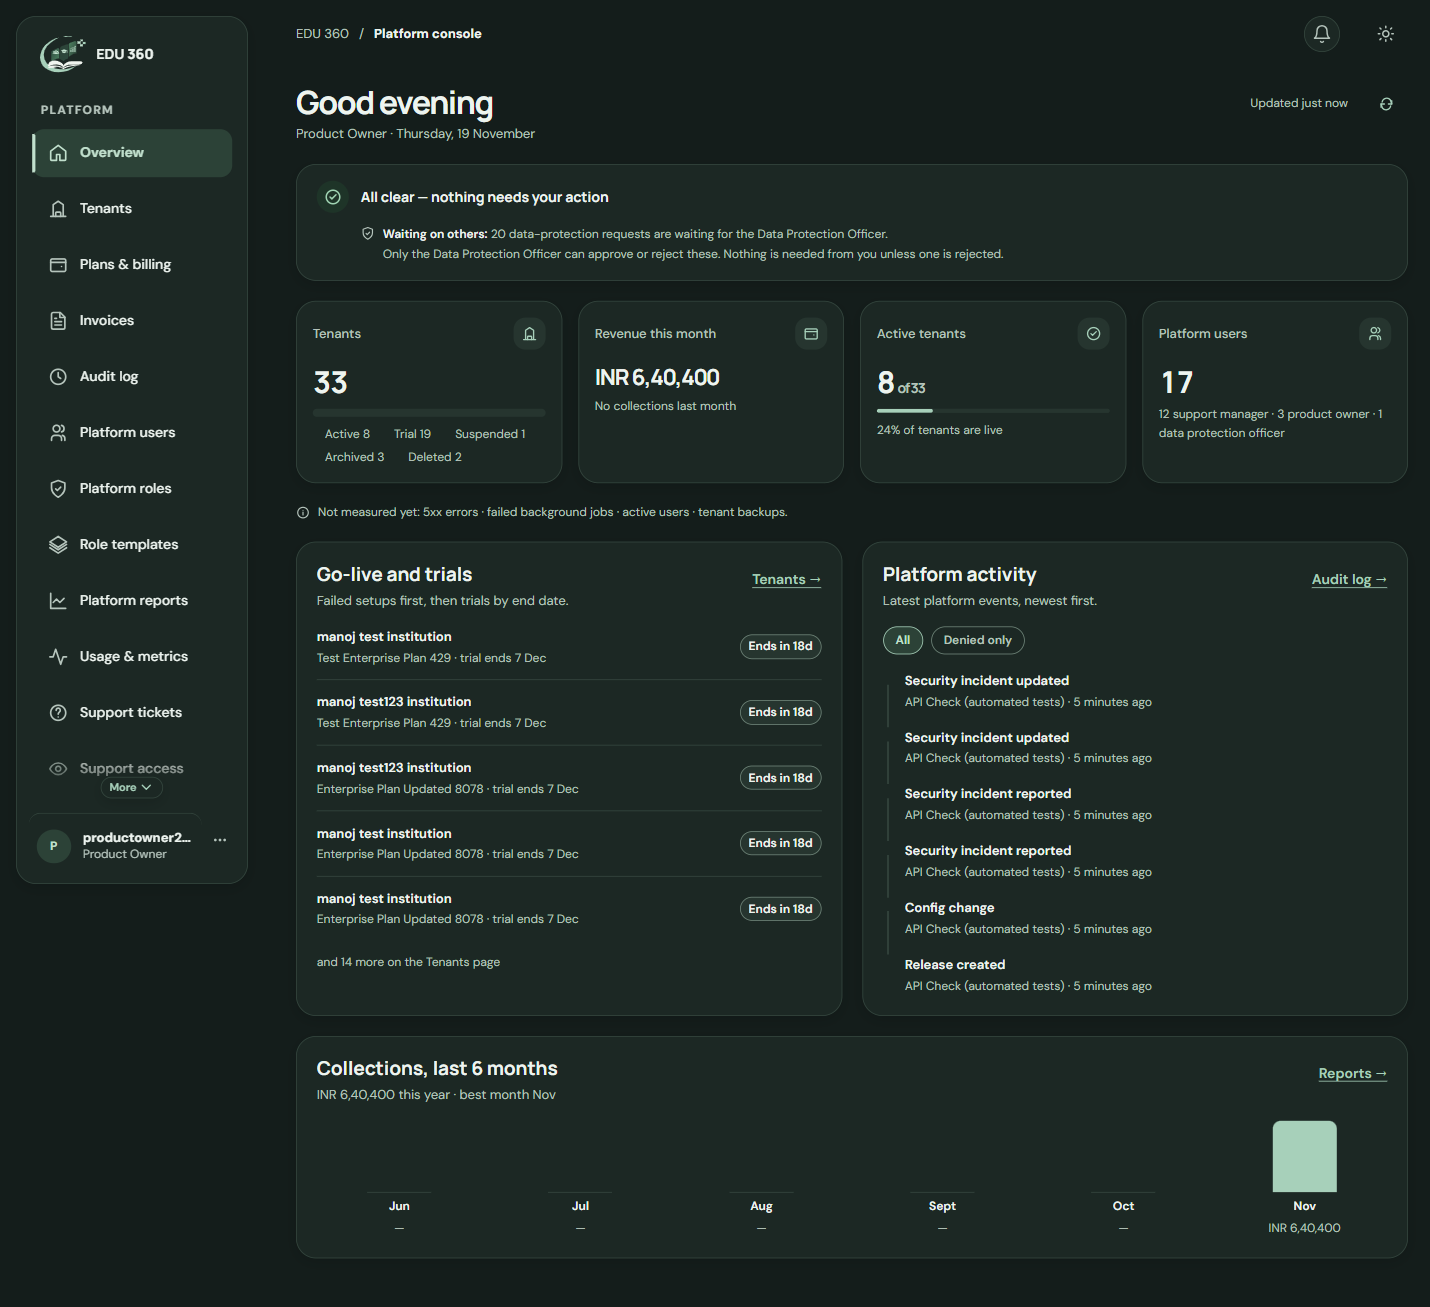 EDU 360
PLATFORM
Overview
Tenants
Plans & billing
Invoices
Audit log
Platform users
Platform roles
Role templates
Platform reports
Usage & metrics
Support tickets
Support access
More
P
productowner2...
Product Owner
EDU 360 / Platform console
Good evening
Product Owner · Thursday, 19 November
Updated just now
All clear — nothing needs your action
Waiting on others: 20 data-protection requests are waiting for the Data Protection Officer.
Only the Data Protection Officer can approve or reject these. Nothing is needed from you unless one is rejected.
Tenants
33
Active 8 Trial 19 Suspended 1
Archived 3 Deleted 2
Revenue this month
INR 6,40,400
No collections last month
Active tenants
8 of 33
24% of tenants are live
Platform users
17
12 support manager · 3 product owner · 1
data protection officer
Not measured yet: 5xx errors · failed background jobs · active users · tenant backups.
Go-live and trials
Tenants →
Failed setups first, then trials by end date.
manoj test institution
Test Enterprise Plan 429 · trial ends 7 Dec
Ends in 18d
manoj test123 institution
Test Enterprise Plan 429 · trial ends 7 Dec
Ends in 18d
manoj test123 institution
Enterprise Plan Updated 8078 · trial ends 7 Dec
Ends in 18d
manoj test institution
Enterprise Plan Updated 8078 · trial ends 7 Dec
Ends in 18d
manoj test institution
Enterprise Plan Updated 8078 · trial ends 7 Dec
Ends in 18d
and 14 more on the Tenants page
Platform activity
Audit log →
Latest platform events, newest first.
All
Denied only
Security incident updated
API Check (automated tests) · 5 minutes ago
Security incident updated
API Check (automated tests) · 5 minutes ago
Security incident reported
API Check (automated tests) · 5 minutes ago
Security incident reported
API Check (automated tests) · 5 minutes ago
Config change
API Check (automated tests) · 5 minutes ago
Release created
API Check (automated tests) · 5 minutes ago
Collections, last 6 months
Reports →
INR 6,40,400 this year · best month Nov
Jun Jul Aug Sept Oct Nov
— — — — — INR 6,40,400